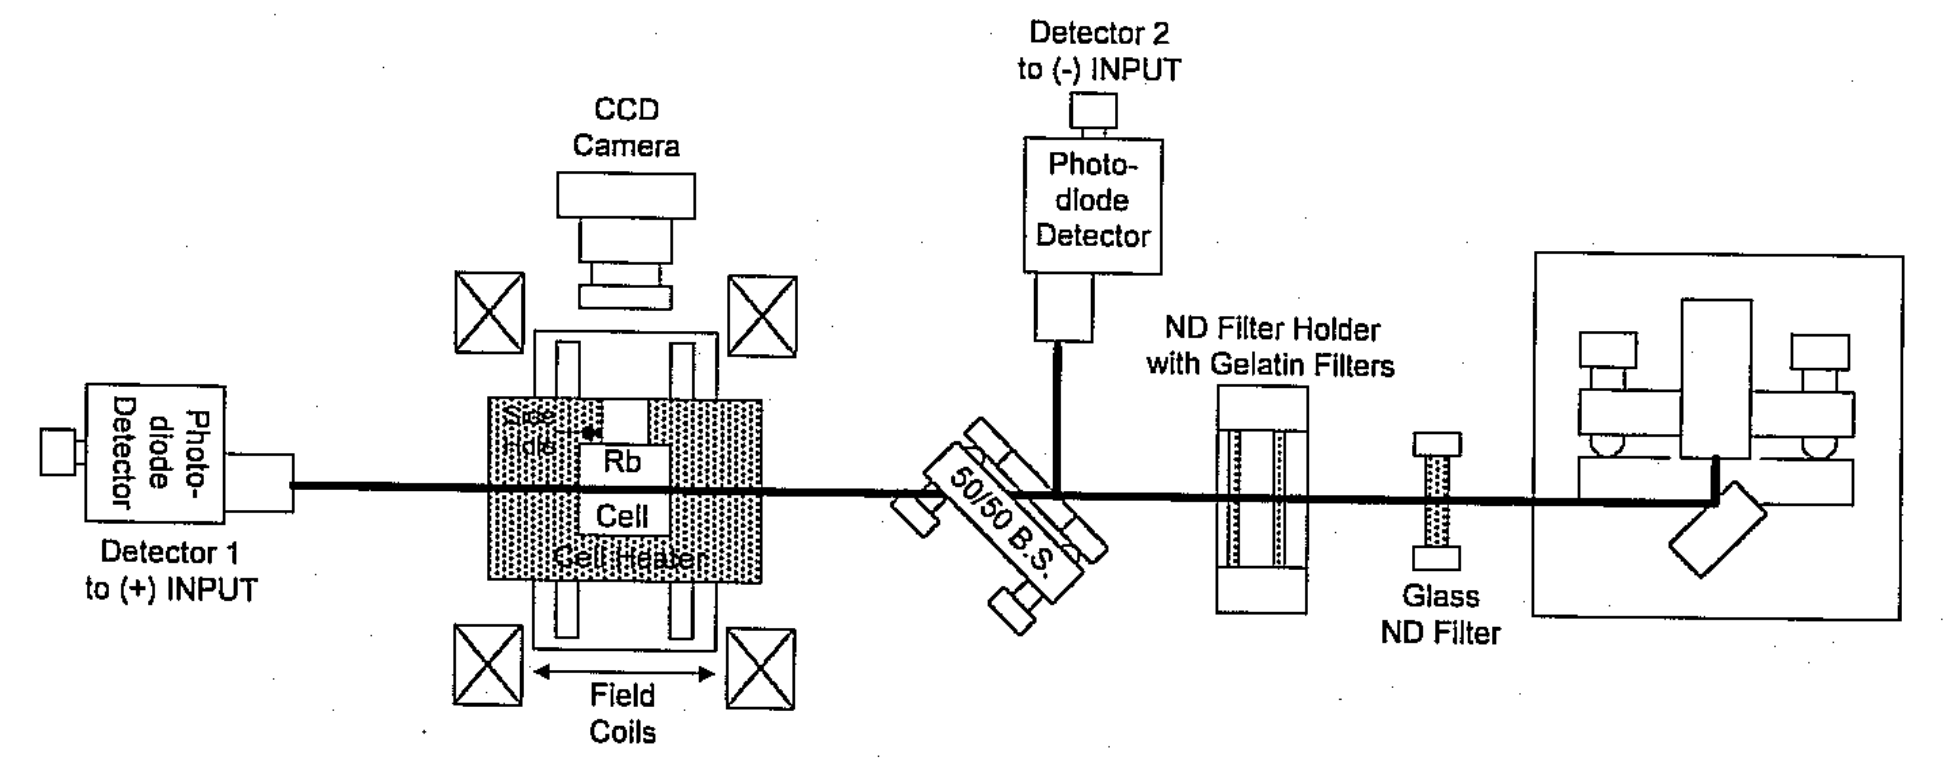 Detector 2
to (-) INPUT
CCD
Camera
Photo-
diode
Detector
ND Filter Holder
with Gelatin Filters
Photo-
diode
Detector
Side
Hole
Rb
Cell
Cell Heater
50/50 B.S.
Detector 1
to (+) INPUT
Glass
ND Filter
Field
Coils